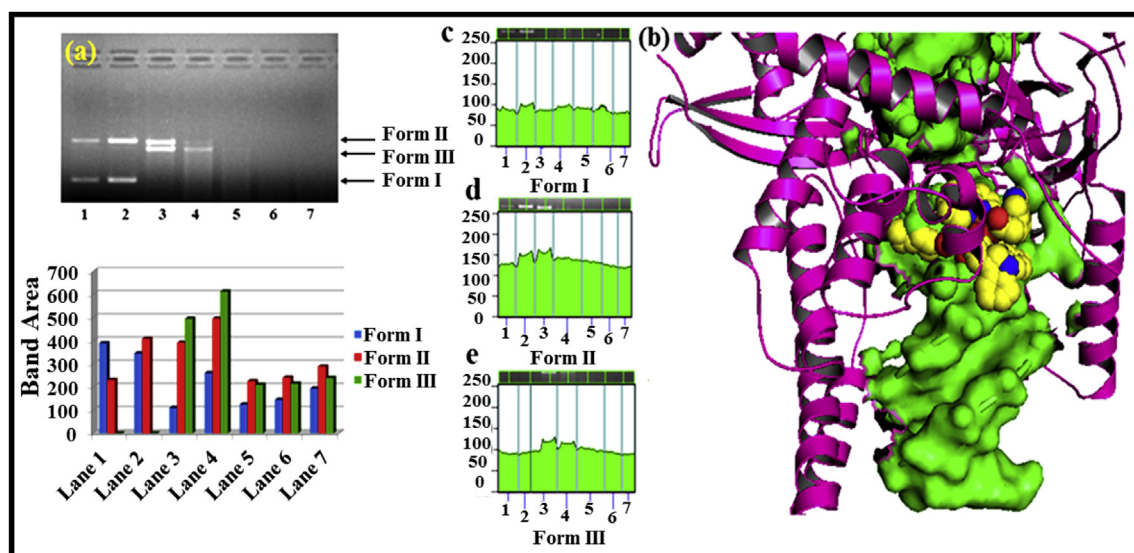 (a)
Form II
Form III
Form I
1 2 3 4 5 6 7
700
600
500
400
300
200
100
0
Band Area
Lane 1
Lane 2
Lane 3
Lane 4
Lane 5
Lane 6
Lane 7
Form I
Form II
Form III
c
250
200
150
100
50
0
1 2 3 4 5 6 7
Form I
d
250
200
150
100
50
0
1 2 3 4 5 6 7
Form II
e
250
200
150
100
50
0
1 2 3 4 5 6 7
Form III
(b)